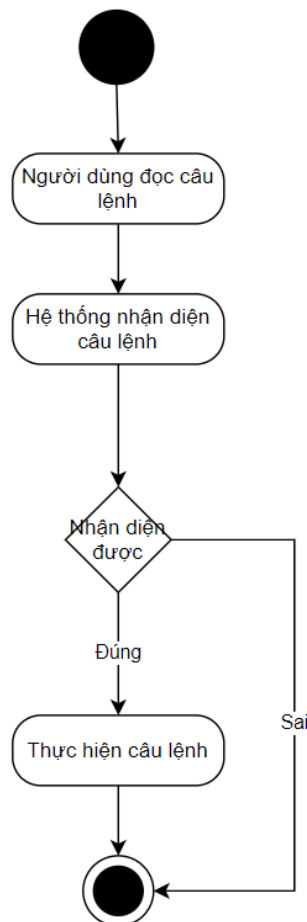 Người dùng đọc câu
lệnh
Hệ thống nhận diện
câu lệnh
Nhận diện
được
Đúng
Sai
Thực hiện câu lệnh